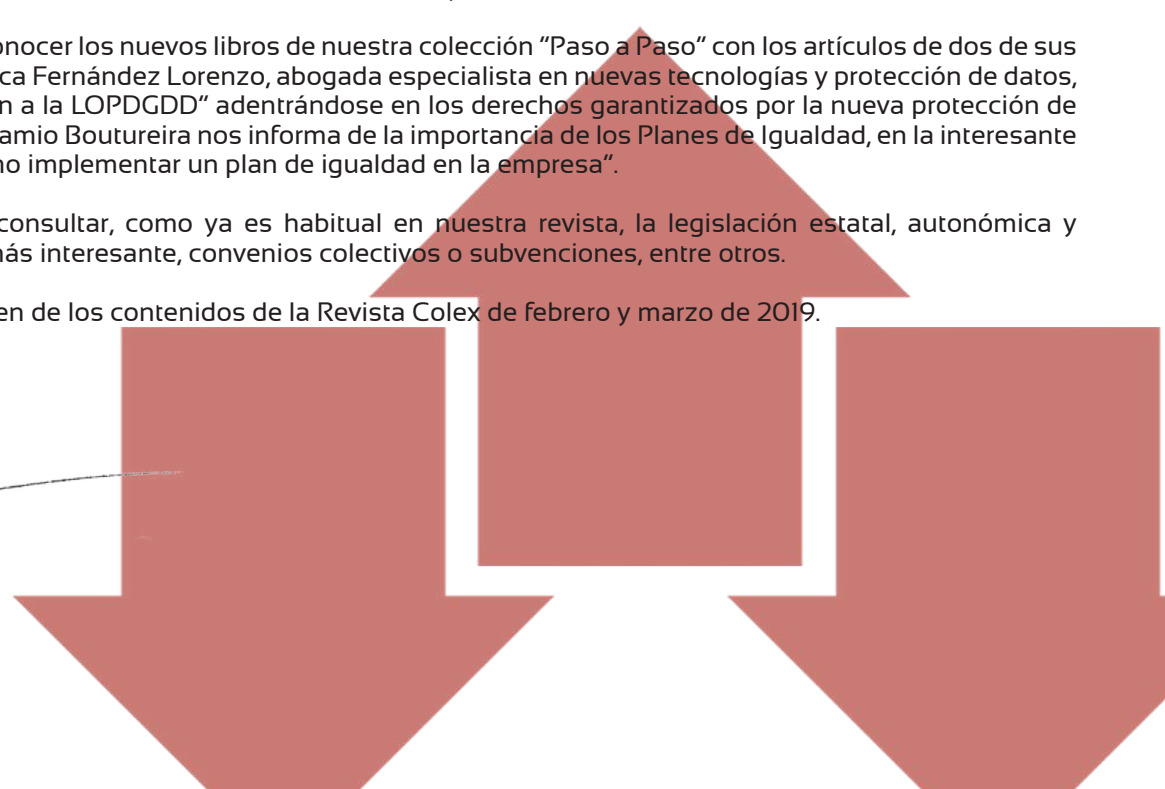 onocer los nuevos libros de nuestra colección "Paso a Paso" con los artículos de dos de sus
ca Fernández Lorenzo, abogada especialista en nuevas tecnologías y protección de datos,
n a la LOPDGDD" adentrándose en los derechos garantizados por la nueva protección de
amio Boutureira nos informa de la importancia de los Planes de Igualdad, en la interesante
no implementar un plan de igualdad en la empresa“.
consultar, como ya es habitual en nuestra revista, la legislación estatal, autonómica y
más interesante, convenios colectivos o subvenciones, entre otros.
en de los contenidos de la Revista Colex de febrero y marzo de 2019.